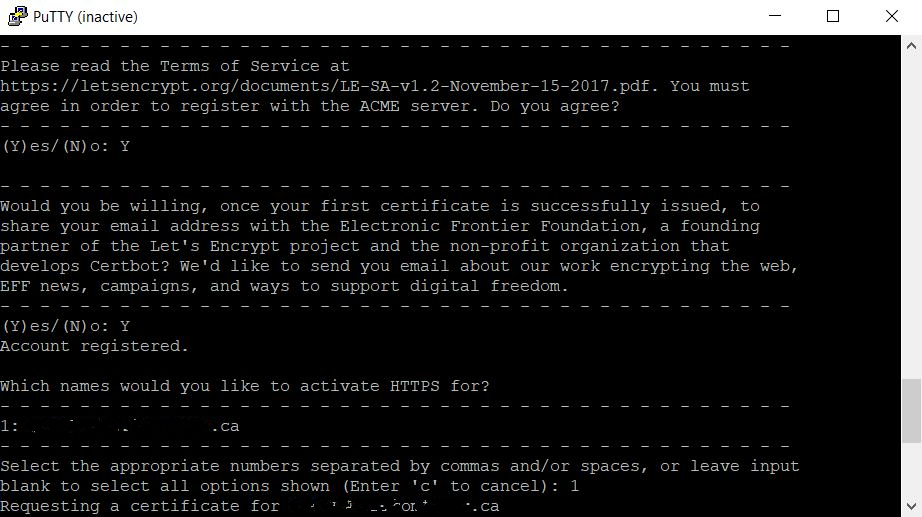 PuTTY (inactive)
- - - - - - - - - - - - - - - - - - - - - - - - - - - - - - - - - - - - - - - -
Please read the Terms of Service at
https://letsencrypt.org/documents/LE-SA-v1.2-November-15-2017.pdf. You must
agree in order to register with the ACME server. Do you agree?
- - - - - - - - - - - - - - - - - - - - - - - - - - - - - - - - - - - - - - - -
(Y)es/(N)o: Y
- - - - - - - - - - - - - - - - - - - - - - - - - - - - - - - - - - - - - - - -
Would you be willing, once your first certificate is successfully issued, to
share your email address with the Electronic Frontier Foundation, a founding
partner of the Let's Encrypt project and the non-profit organization that
develops Certbot? We'd like to send you email about our work encrypting the web,
EFF news, campaigns, and ways to support digital freedom.
- - - - - - - - - - - - - - - - - - - - - - - - - - - - - - - - - - - - - - - -
(Y)es/(N)o: Y
Account registered.
Which names would you like to activate HTTPS for?
- - - - - - - - - - - - - - - - - - - - - - - - - - - - - - - - - - - - - - - -
1: .ca
- - - - - - - - - - - - - - - - - - - - - - - - - - - - - - - - - - - - - - - -
Select the appropriate numbers separated by commas and/or spaces, or leave input
blank to select all options shown (Enter 'c' to cancel): 1
Requesting a certificate for .ca